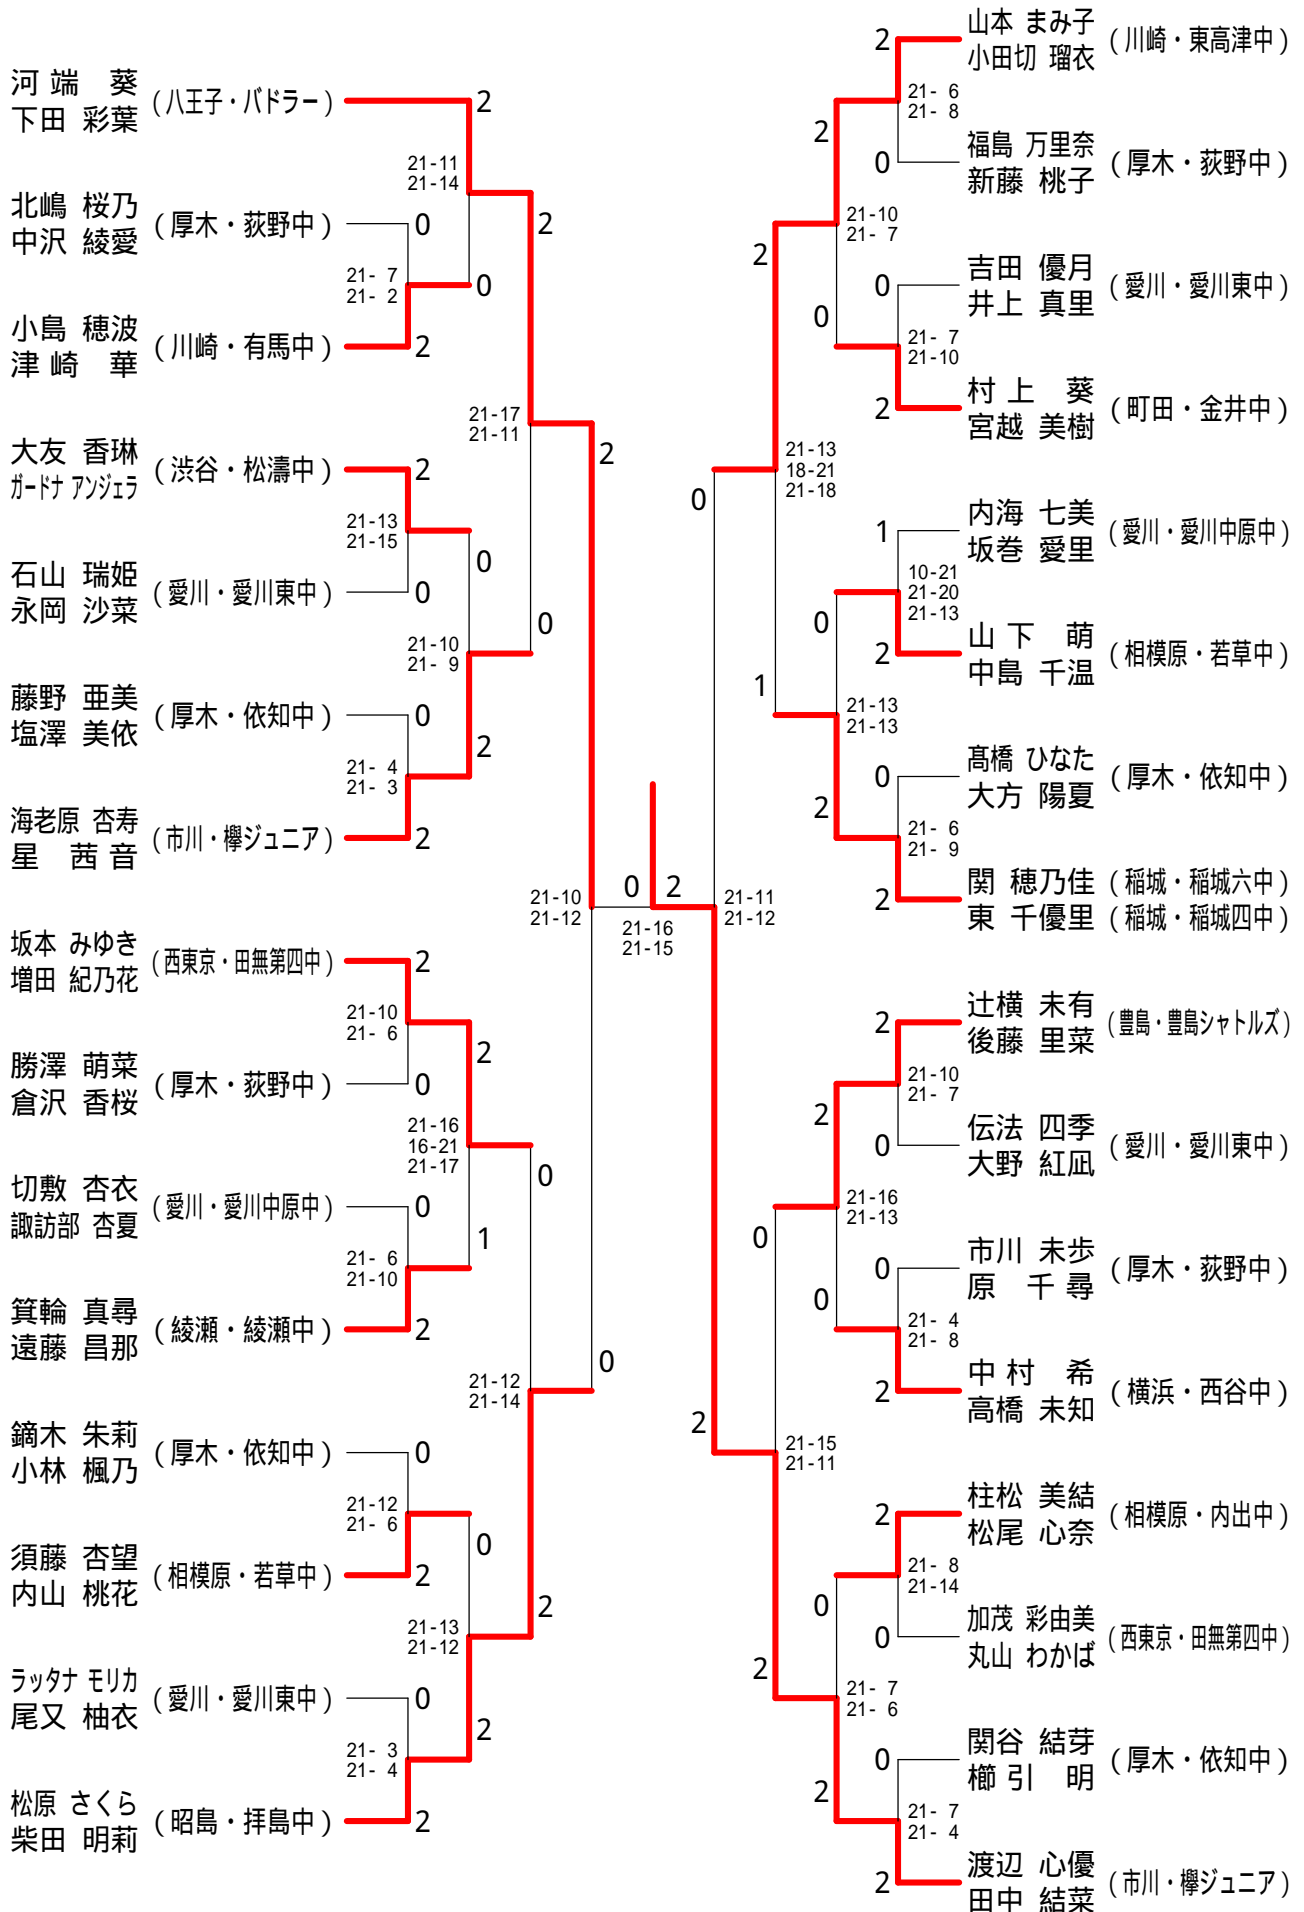 河端 葵
下田 彩葉
(八王子・バドラー)
2
21-11
21-14
北嶋 桜乃
中沢 綾愛
(厚木・荻野中)
0
2
21- 7
21- 2
0
小島 穂波
津崎 華
(川崎・有馬中)
2
21-17
21-11
2
大友 香琳
ガードナ アンジェラ
(渋谷・松濤中)
2
21-13
21-15
0
石山 瑞姫
永岡 沙菜
(愛川・愛川東中)
0
0
21-10
21- 9
藤野 亜美
塩澤 美依
(厚木・依知中)
0
2
21- 4
21- 3
海老原 杏寿
星 茜音
(市川・欅ジュニア)
2
21-10
21-12
0
2
21-16
21-15
坂本 みゆき
増田 紀乃花
(西東京・田無第四中)
2
21-10
21- 6
2
勝澤 萌菜
倉沢 香桜
(厚木・荻野中)
0
21-16
16-21
21-17
0
切敷 杏衣
諏訪部 杏夏
(愛川・愛川中原中)
0
1
21- 6
21-10
箕輪 真尋
遠藤 昌那
(綾瀬・綾瀬中)
2
0
21-12
21-14
鏑木 朱莉
小林 楓乃
(厚木・依知中)
0
21-12
21- 6
0
須藤 杏望
内山 桃花
(相模原・若草中)
2
2
21-13
21-12
ラッタナ モリカ
尾又 柚衣
(愛川・愛川東中)
0
2
21- 3
21- 4
松原 さくら
柴田 明莉
(昭島・拝島中)
2
2
山本 まみ子
小田切 瑠衣
(川崎・東高津中)
21- 6
21- 8
2
0
福島 万里奈
新藤 桃子
(厚木・荻野中)
21-10
21- 7
2
0
吉田 優月
井上 真里
(愛川・愛川東中)
0
21- 7
21-10
2
村上 葵
宮越 美樹
(町田・金井中)
21-13
18-21
21-18
0
1
内海 七美
坂巻 愛里
(愛川・愛川中原中)
10-21
21-20
21-13
0
2
山下 萌
中島 千温
(相模原・若草中)
1
21-13
21-13
0
髙橋 ひなた
大方 陽夏
(厚木・依知中)
2
21- 6
21- 9
2
関 穂乃佳
東 千優里
(稲城・稲城六中)
(稲城・稲城四中)
21-11
21-12
2
辻横 未有
後藤 里菜
(豊島・豊島シャトルズ)
21-10
21- 7
2
0
伝法 四季
大野 紅凪
(愛川・愛川東中)
21-16
21-13
0
0
市川 未歩
原 千尋
(厚木・荻野中)
0
21- 4
21- 8
2
中村 希
高橋 未知
(横浜・西谷中)
2
21-15
21-11
2
柱松 美結
松尾 心奈
(相模原・内出中)
21- 8
21-14
0
0
加茂 彩由美
丸山 わかば
(西東京・田無第四中)
2
21- 7
21- 6
0
関谷 結芽
櫛引 明
(厚木・依知中)
2
21- 7
21- 4
2
渡辺 心優
田中 結菜
(市川・欅ジュニア)